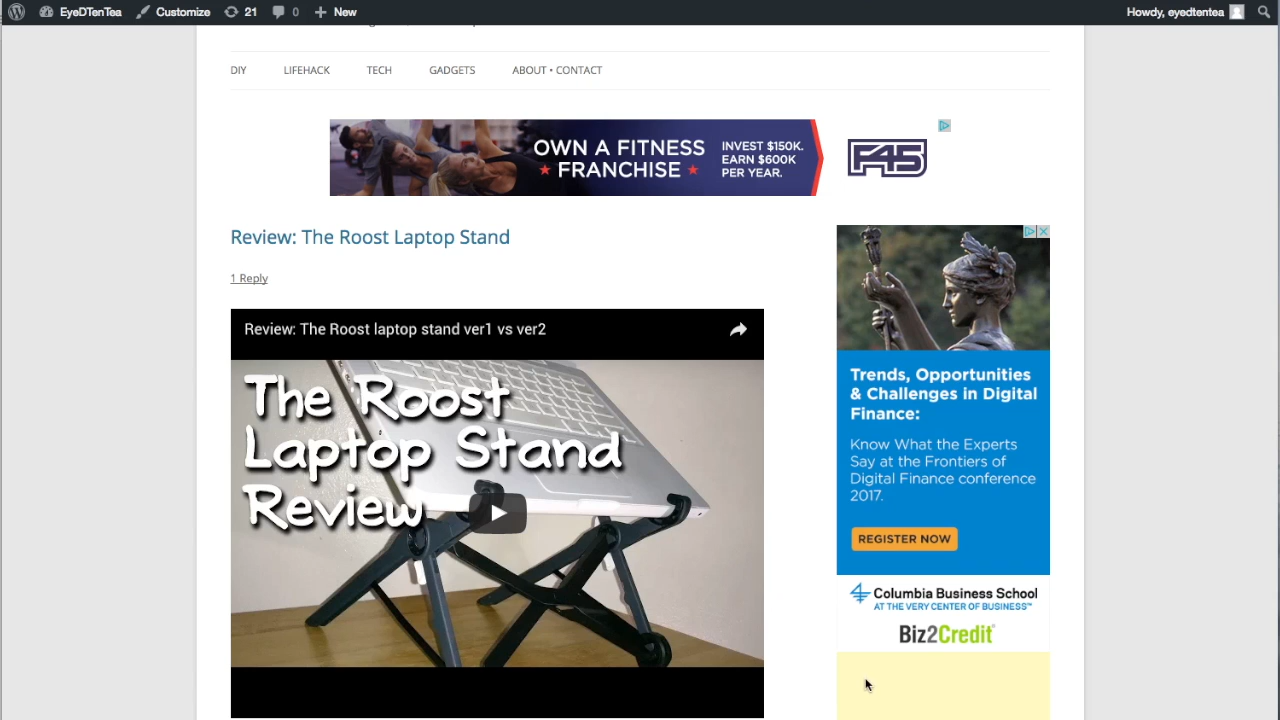 EyeDTenTea
Customize
21
0
New
Howdy, eyedtentea
DIY
LIFEHACK
TECH
GADGETS
ABOUT • CONTACT
OWN A FITNESS
FRANCHISE
INVEST $150K.
EARN $600K
PER YEAR.
F45
Review: The Roost Laptop Stand
1 Reply
Review: The Roost laptop stand ver1 vs ver2
The Roost
Laptop Stand
Review
Trends, Opportunities
& Challenges in Digital
Finance:
Know What the Experts
Say at the Frontiers of
Digital Finance conference
2017.
REGISTER NOW
Columbia Business School
AT THE VERY CENTER OF BUSINESS™
Biz2Credit®